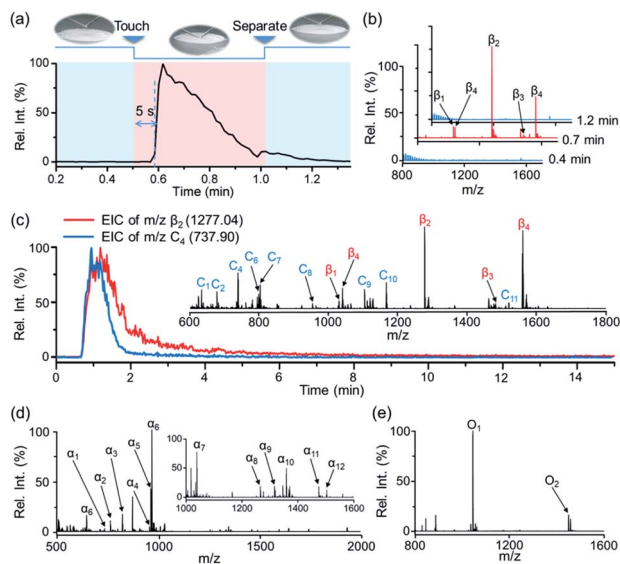 (a)
Touch
Separate
Rel. Int. (%)
100
50
0
5 s
0.2 0.4 0.6 0.8 1.0 1.2
Time (min)
(b)
Rel. Int. (%)
β1
β4
β2
β3
β4
1.2 min
0.7 min
0.4 min
800 1200 1600
m/z
(c)
EIC of m/z β2 (1277.04)
EIC of m/z C4 (737.90)
Rel. Int. (%)
100
50
0
0 2 4 6 8 10 12 14
Time (min)
C1 C2 C4 C6 C7 C8 β1 β4 C9 C10 β2 β3 C11 β4
600 800 1000 1200 1400 1600 1800
m/z
(d)
Rel. Int. (%)
100
50
0
α1 α6 α2 α3 α4 α5 α6
α7 α8 α9 α10 α11 α12
1000 1200 1400 1600
500 1000 1500 2000
m/z
(e)
Rel. Int. (%)
100
50
0
O1
O2
800 1000 1200 1400 1600
m/z